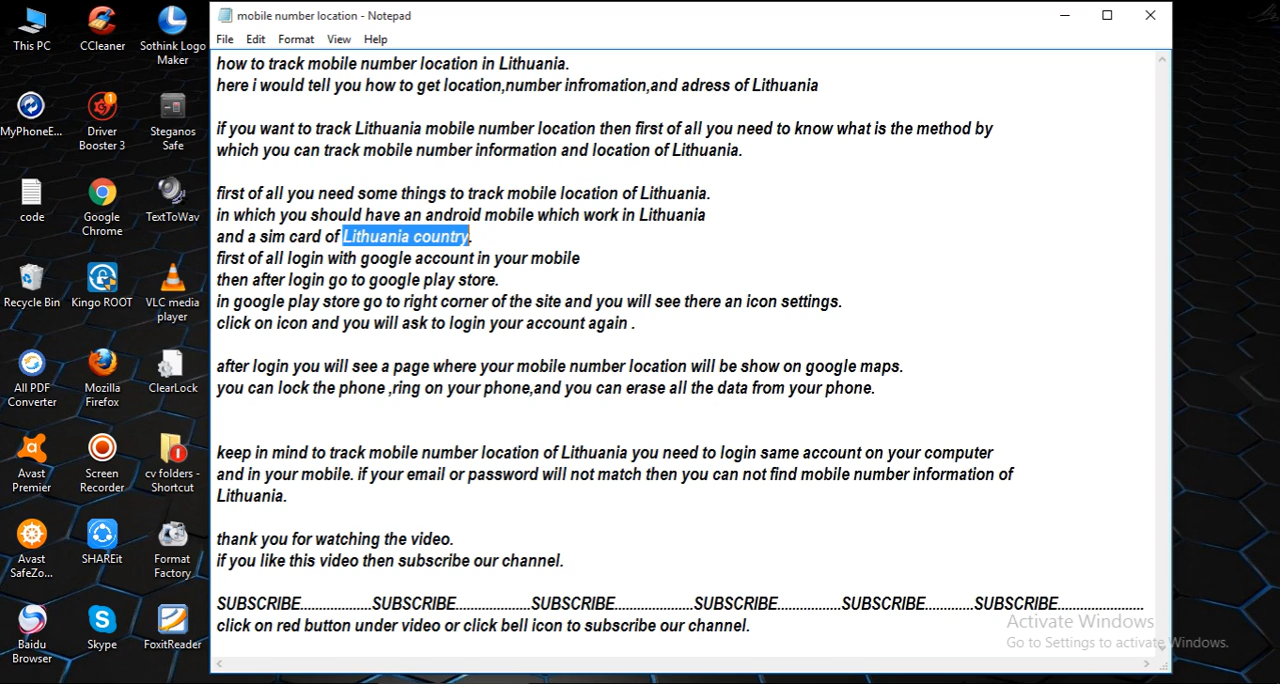 mobile number location - Notepad
File Edit Format View Help
how to track mobile number location in Lithuania.
here i would tell you how to get location,number infromation,and adress of Lithuania
if you want to track Lithuania mobile number location then first of all you need to know what is the method by
which you can track mobile number information and location of Lithuania.
first of all you need some things to track mobile location of Lithuania.
in which you should have an android mobile which work in Lithuania
and a sim card of Lithuania country.
first of all login with google account in your mobile
then after login go to google play store.
in google play store go to right corner of the site and you will see there an icon settings.
click on icon and you will ask to login your account again .
after login you will see a page where your mobile number location will be show on google maps.
you can lock the phone ,ring on your phone,and you can erase all the data from your phone.
keep in mind to track mobile number location of Lithuania you need to login same account on your computer
and in your mobile. if your email or password will not match then you can not find mobile number information of
Lithuania.
thank you for watching the video.
if you like this video then subscribe our channel.
SUBSCRIBE.................SUBSCRIBE..................SUBSCRIBE...................SUBSCRIBE...............SUBSCRIBE...........SUBSCRIBE.....................
click on red button under video or click bell icon to subscribe our channel.
Activate Windows
Go to Settings to activate Windows.
This PC
CCleaner
Sothink Logo
Maker
MyPhoneE...
Driver
Booster 3
Steganos
Safe
code
Google
Chrome
TextToWav
Recycle Bin
Kingo ROOT
VLC media
player
All PDF
Converter
Mozilla
Firefox
ClearLock
Avast
Premier
Screen
Recorder
cv folders -
Shortcut
Avast
SafeZo...
SHAREit
Format
Factory
Baidu
Browser
Skype
FoxitReader